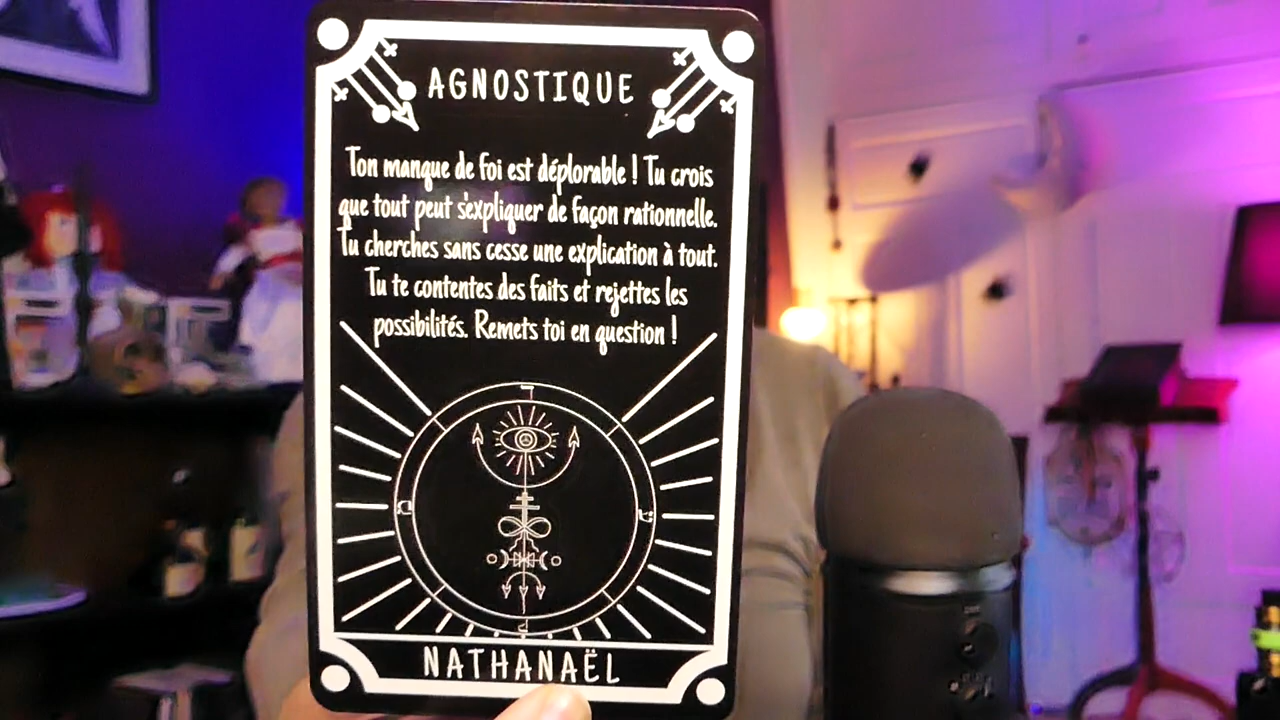 AGNOSTIQUE
Ton manque de foi est déplorable ! Tu crois
que tout peut s'expliquer de façon rationnelle.
Tu cherches sans cesse une explication à tout.
Tu te contentes des faits et rejettes les
possibilités. Remets toi en question !
NATHANAËL